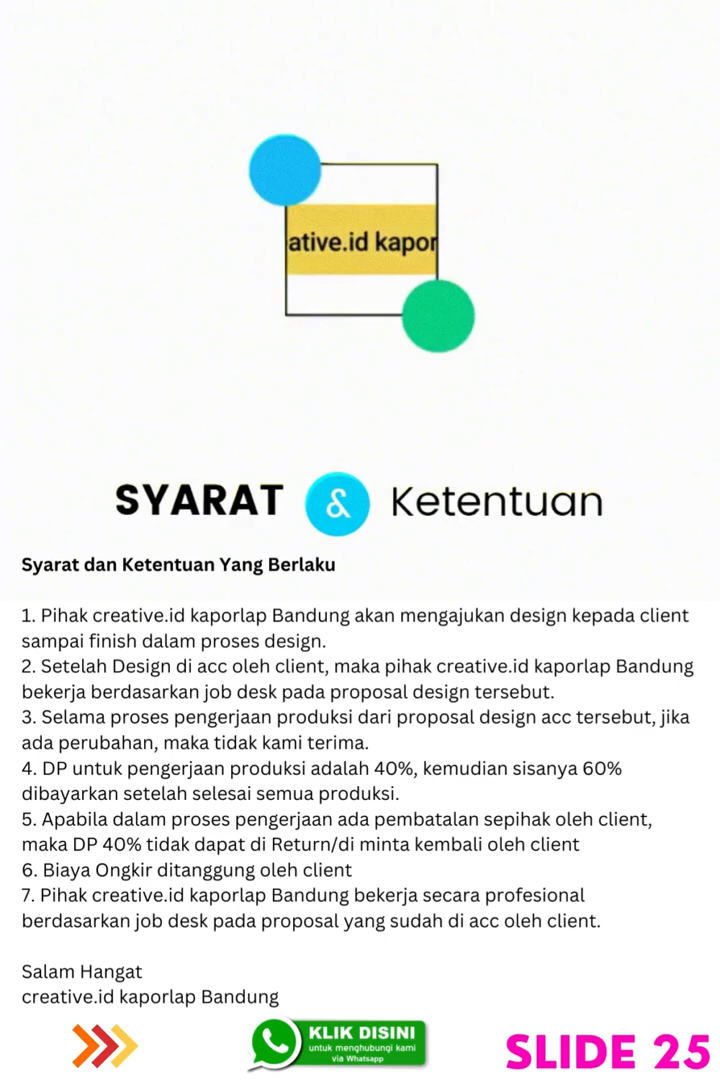 ative.id kapor
SYARAT & Ketentuan
Syarat dan Ketentuan Yang Berlaku
1. Pihak creative.id kaporlap Bandung akan mengajukan design kepada client
sampai finish dalam proses design.
2. Setelah Design di acc oleh client, maka pihak creative.id kaporlap Bandung
bekerja berdasarkan job desk pada proposal design tersebut.
3. Selama proses pengerjaan produksi dari proposal design acc tersebut, jika
ada perubahan, maka tidak kami terima.
4. DP untuk pengerjaan produksi adalah 40%, kemudian sisanya 60%
dibayarkan setelah selesai semua produksi.
5. Apabila dalam proses pengerjaan ada pembatalan sepihak oleh client,
maka DP 40% tidak dapat di Return/di minta kembali oleh client
6. Biaya Ongkir ditanggung oleh client
7. Pihak creative.id kaporlap Bandung bekerja secara profesional
berdasarkan job desk pada proposal yang sudah di acc oleh client.
Salam Hangat
creative.id kaporlap Bandung
KLIK DISINI
untuk menghubungi kami
via Whatsapp
SLIDE 25